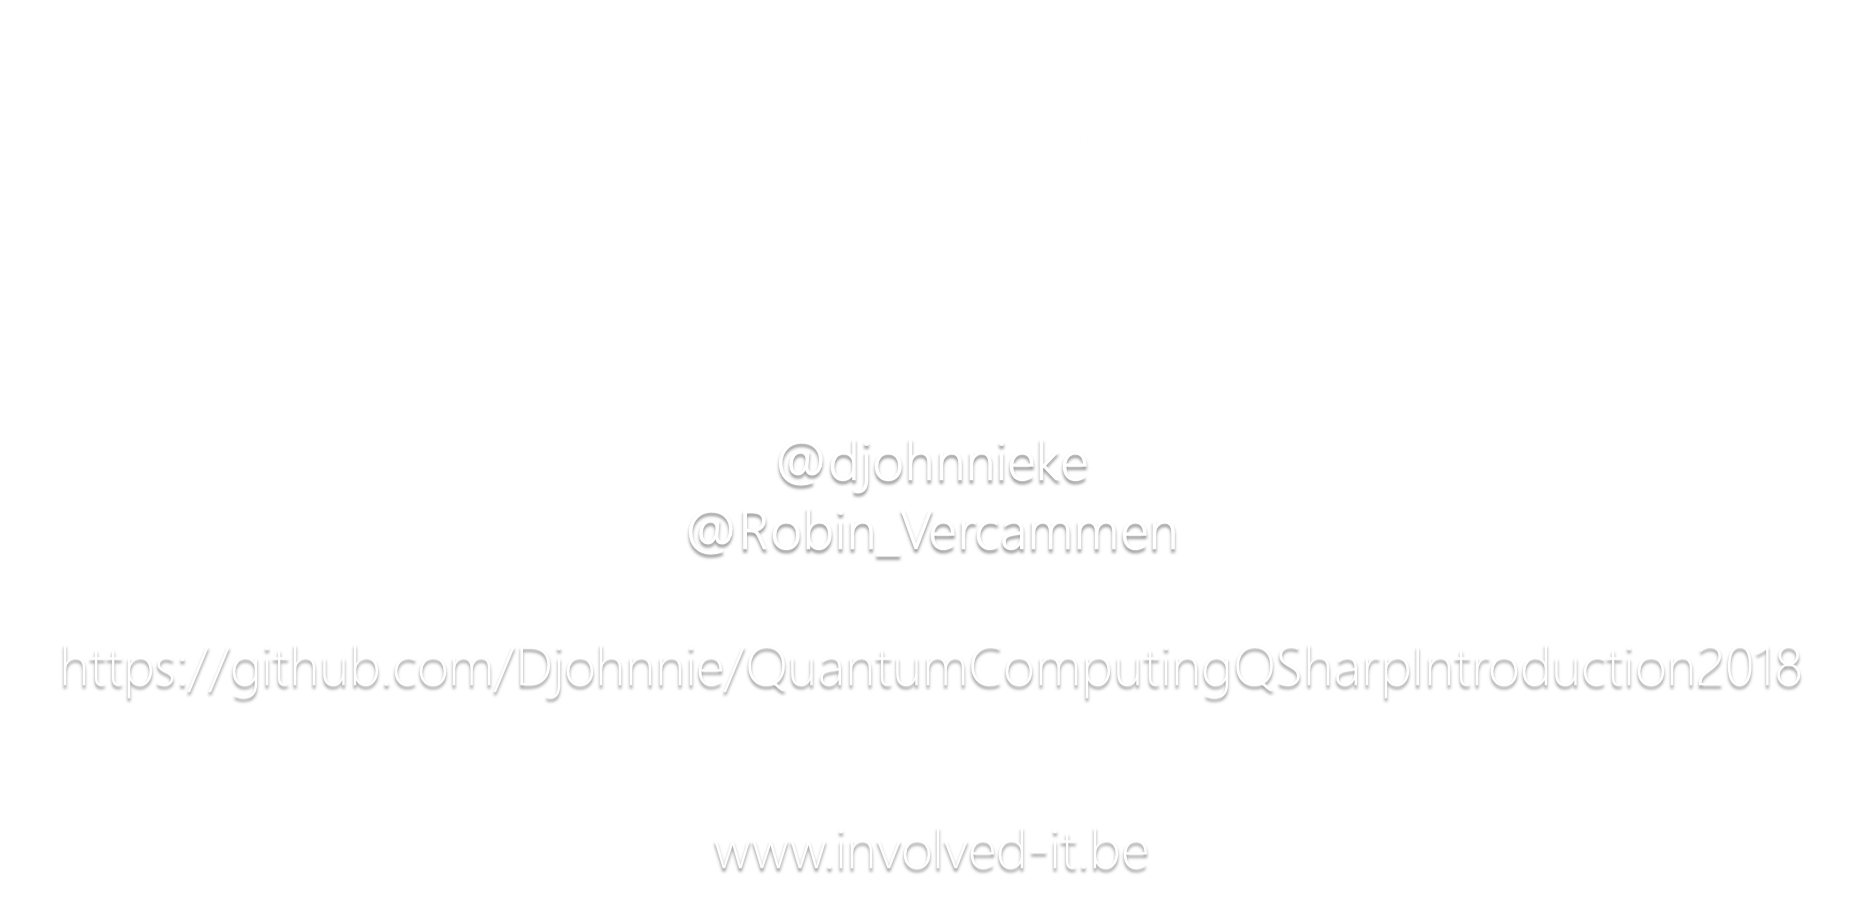 @djohnnieke
@Robin_Vercammen
https://github.com/Djohnnie/QuantumComputingQSharpIntroduction2018
www.involved-it.be